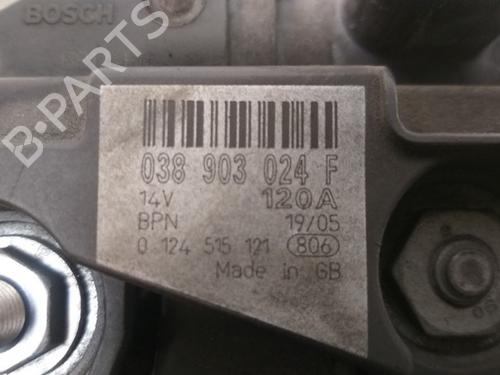 BOSCH
038 903 024 F
14V 120A
BPN 19/05
0 124 515 121 806
Made in GB
B-PARTS